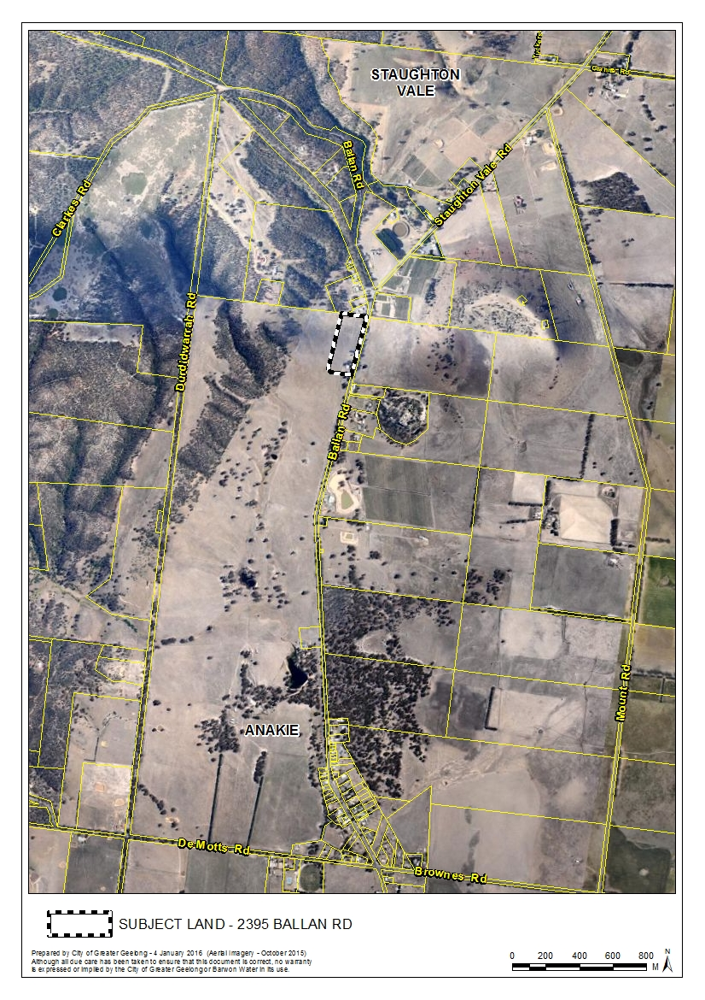 STAUGHTON
VALE
Granite Rd
Ballan Rd
Staughton Vale Rd
Clarkes Rd
Durdidwarrah Rd
Ballan Rd
Mount Rd
ANAKIE
De Motts Rd
Brownes Rd
SUBJECT LAND - 2395 BALLAN RD
Prepared by City of Greater Geelong - 4 January 2016 (Aerial Imagery - October 2015)
Although all due care has been taken to ensure that this document is correct, no warranty
is expressed or implied by the City of Greater Geelong or Barwon Water in its use.
0 200 400 600 800
M
N